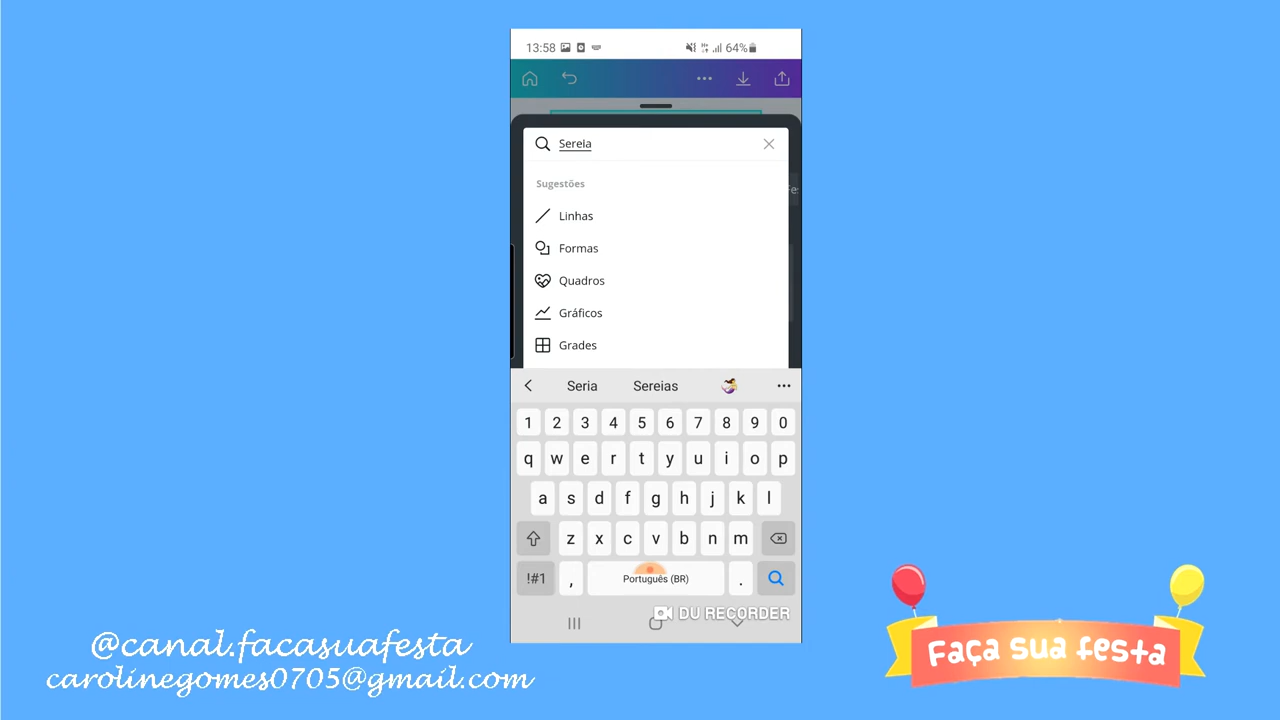 13:58 64%
Sereia
Fe
Sugestões
Linhas
Formas
Quadros
Gráficos
Grades
Seria Sereias
1 2 3 4 5 6 7 8 9 0
q w e r t y u i o p
a s d f g h j k l
z x c v b n m
!#1 , Português (BR) .
DU RECORDER
@canal.facasuafesta
carolinegomes0705@gmail.com
Faça sua festa